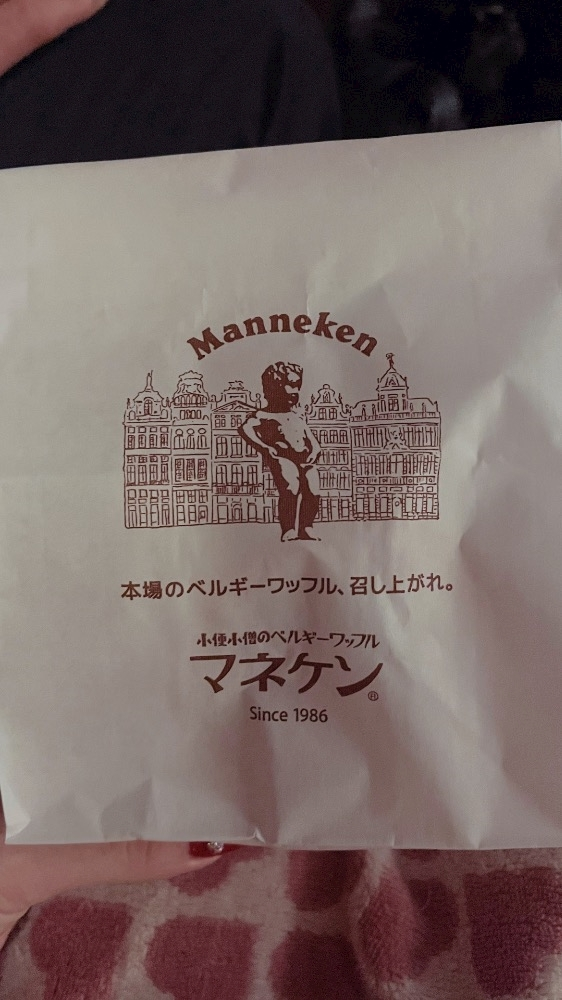 Manneken
本場のベルギーワッフル、召し上がれ。
小便小僧のベルギーワッフル
マネケン®
Since 1986